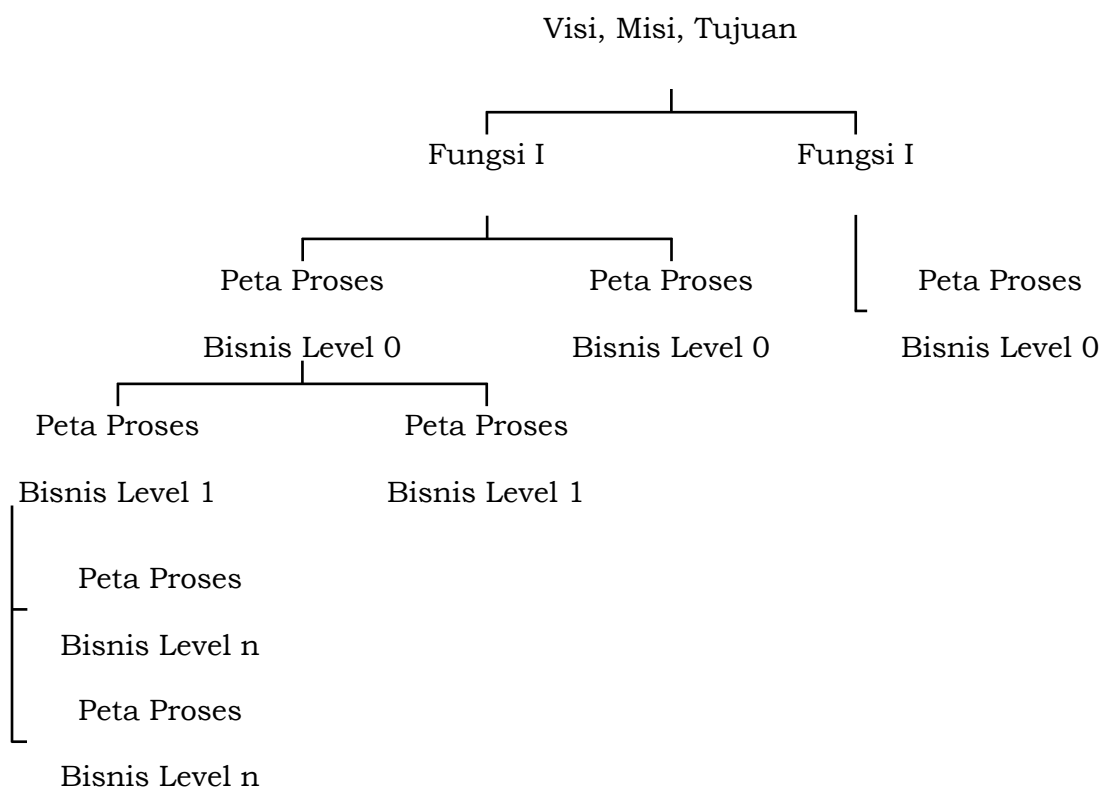 Visi, Misi, Tujuan
Fungsi I
Fungsi I
Peta Proses
Bisnis Level 0
Peta Proses
Bisnis Level 0
Peta Proses
Bisnis Level 0
Peta Proses
Bisnis Level 1
Peta Proses
Bisnis Level 1
Peta Proses
Bisnis Level n
Peta Proses
Bisnis Level n